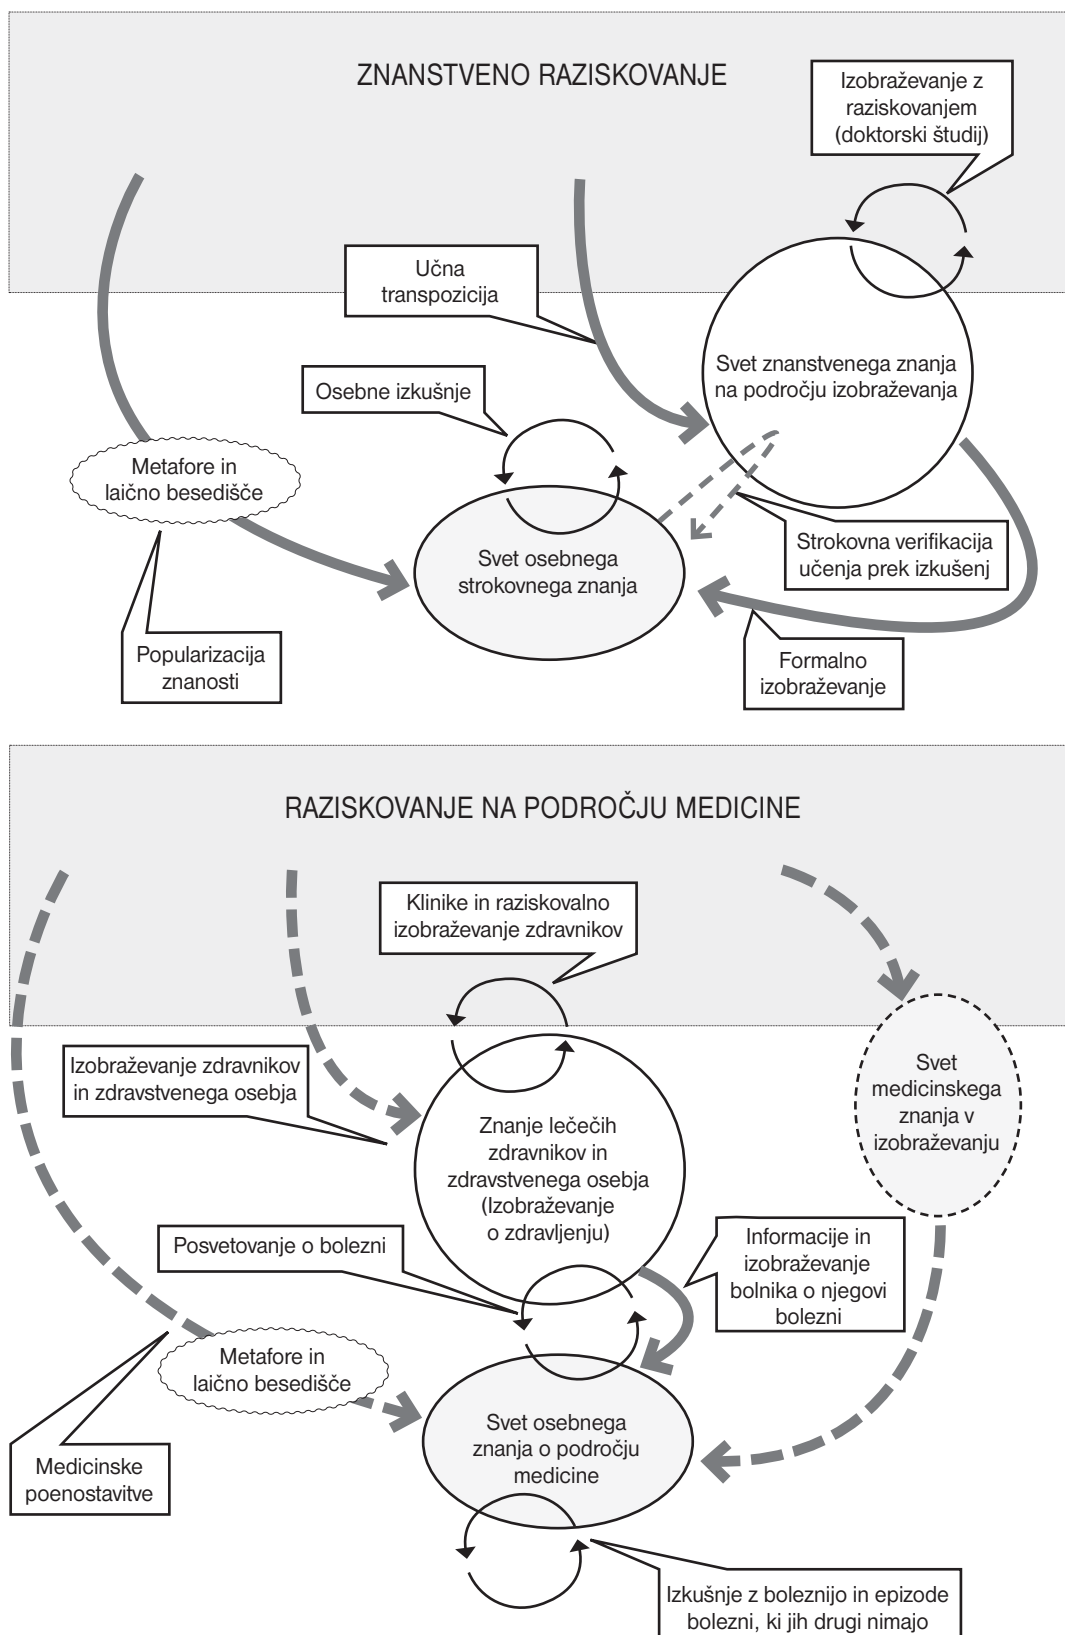 ZNANSTVENO RAZISKOVANJE
Izobraževanje z
raziskovanjem
(doktorski študij)
Učna
transpozicija
Svet znanstvenega znanja
na področju izobraževanja
Osebne izkušnje
Metafore in
laično besedišče
Svet osebnega
strokovnega znanja
Strokovna verifikacija
učenja prek izkušenj
Popularizacija
znanosti
Formalno
izobraževanje
RAZISKOVANJE NA PODROČJU MEDICINE
Klinike in raziskovalno
izobraževanje zdravnikov
Izobraževanje zdravnikov
in zdravstvenega osebja
Svet
medicinskega
znanja v
izobraževanju
Znanje lečečih
zdravnikov in
zdravstvenega osebja
(Izobraževanje
o zdravljenju)
Posvetovanje o bolezni
Informacije in
izobraževanje
bolnika o njegovi
bolezni
Metafore in
laično besedišče
Svet osebnega
znanja o področju
medicine
Medicinske
poenostavitve
Izkušnje z boleznijo in epizode
bolezni, ki jih drugi nimajo